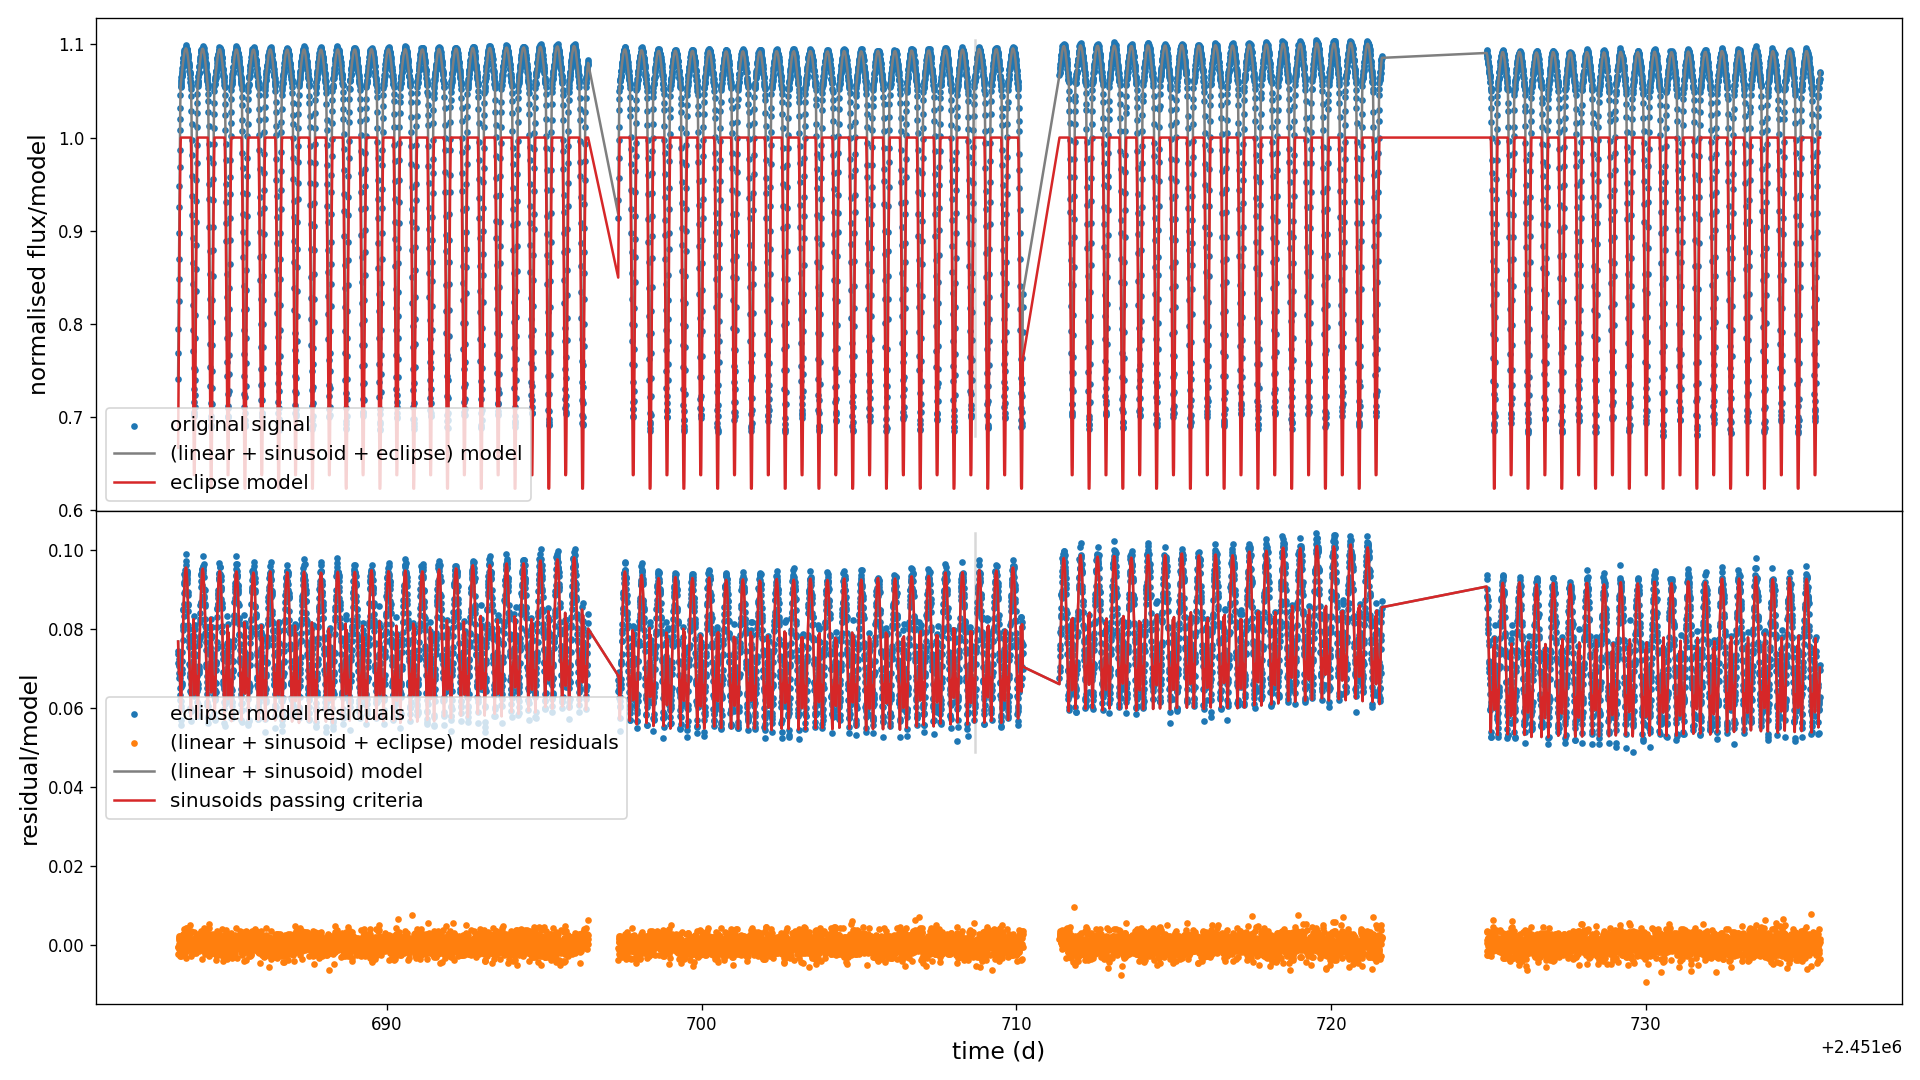 normalised flux/model
1.1
1.0
0.9
0.8
0.7
0.6
original signal
(linear + sinusoid + eclipse) model
eclipse model
residual/model
0.10
0.08
0.06
0.04
0.02
0.00
eclipse model residuals
(linear + sinusoid + eclipse) model residuals
(linear + sinusoid) model
sinusoids passing criteria
690 700 710 720 730
time (d)
+2.451e6